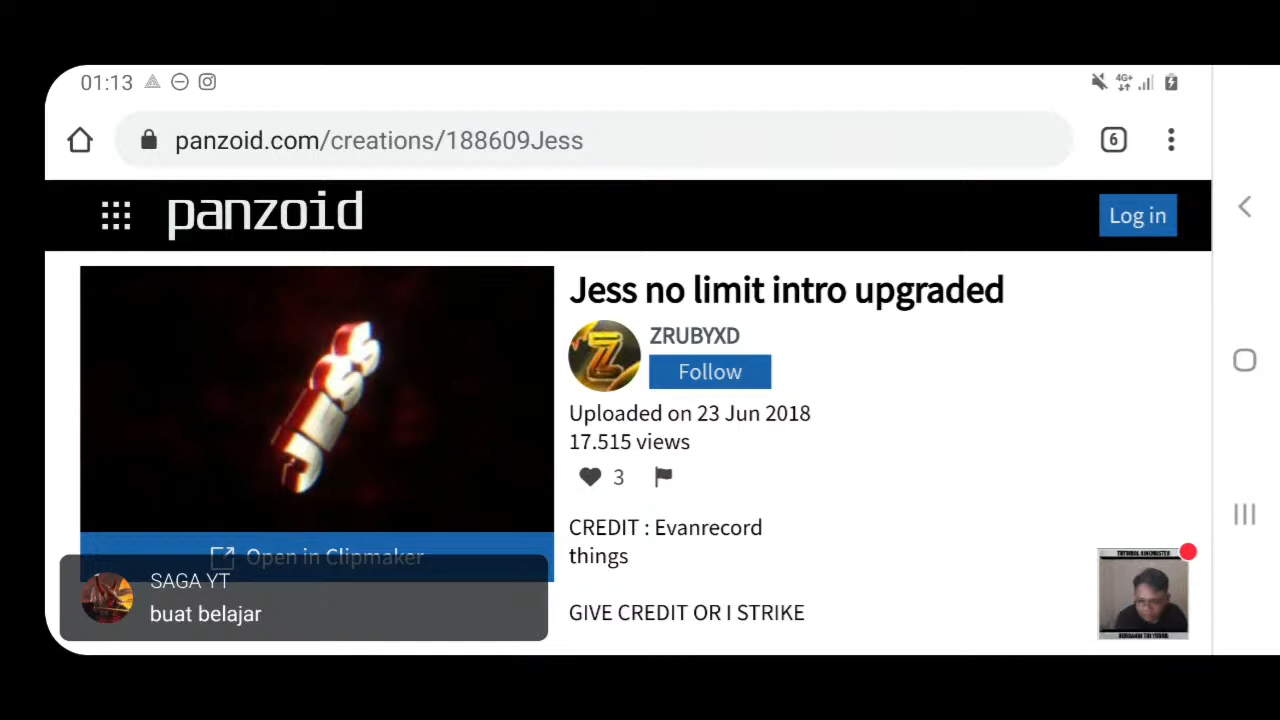 01:13
4G+
panzoid.com/creations/188609Jess
6
panzoid
Log in
Jess no limit intro upgraded
ZRUBYXD
Follow
Uploaded on 23 Jun 2018
17.515 views
3
CREDIT : Evanrecord
things
Open in Clipmaker
SAGA YT
buat belajar
GIVE CREDIT OR I STRIKE